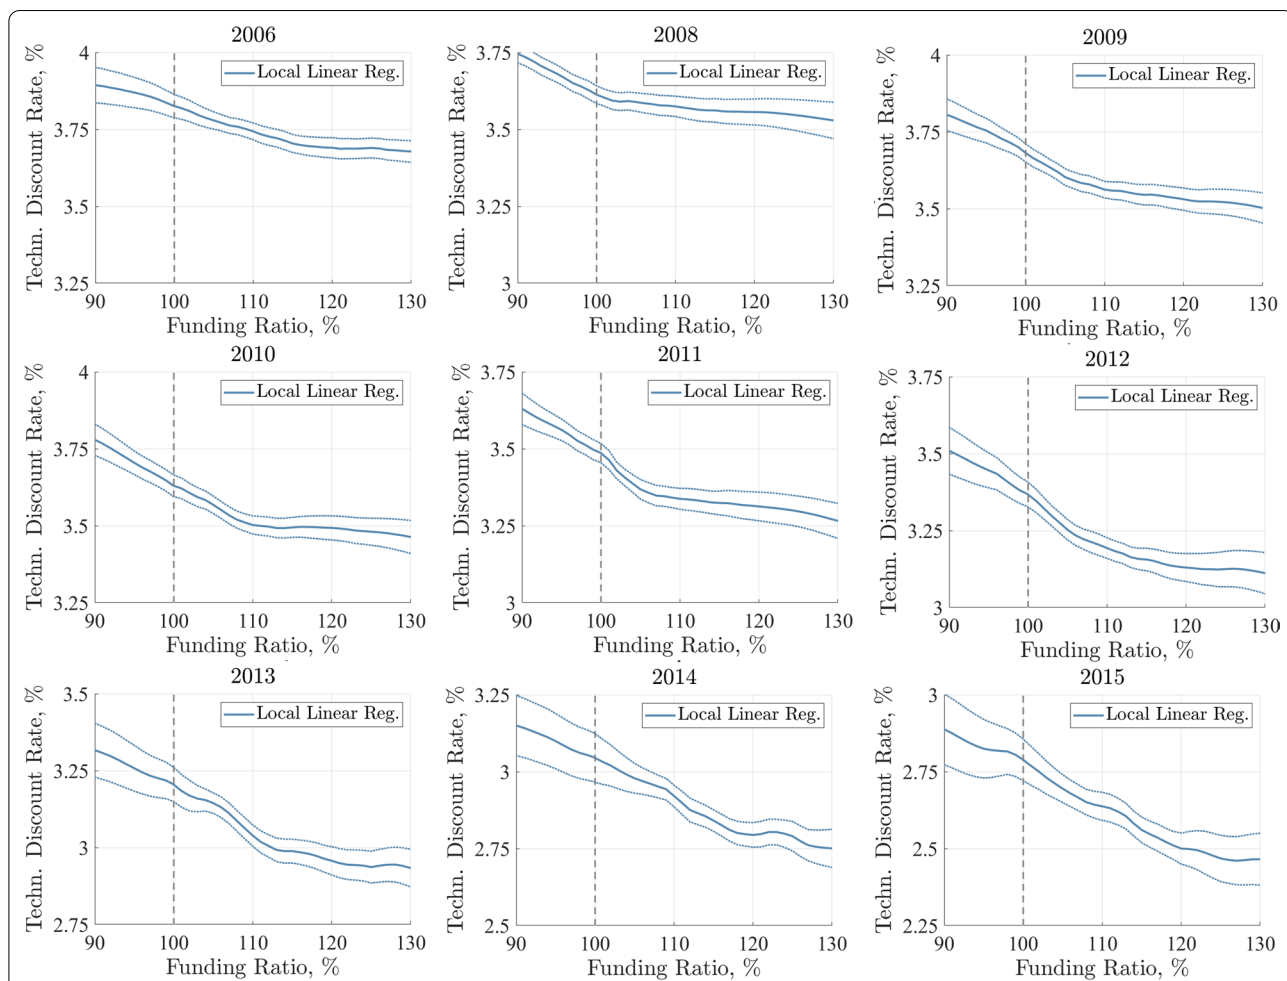 2006
Techn. Discount Rate, %
4
3.75
3.5
3.25
Local Linear Reg.
90 100 110 120 130
Funding Ratio, %
2008
Techn. Discount Rate, %
3.75
3.5
3.25
3
Local Linear Reg.
90 100 110 120 130
Funding Ratio, %
2009
Techn. Discount Rate, %
4
3.75
3.5
3.25
Local Linear Reg.
90 100 110 120 130
Funding Ratio, %
2010
Techn. Discount Rate, %
4
3.75
3.5
3.25
Local Linear Reg.
90 100 110 120 130
Funding Ratio, %
2011
Techn. Discount Rate, %
3.75
3.5
3.25
3
Local Linear Reg.
90 100 110 120 130
Funding Ratio, %
2012
Techn. Discount Rate, %
3.75
3.5
3.25
3
Local Linear Reg.
90 100 110 120 130
Funding Ratio, %
2013
Techn. Discount Rate, %
3.5
3.25
3
2.75
Local Linear Reg.
90 100 110 120 130
Funding Ratio, %
2014
Techn. Discount Rate, %
3.25
3
2.75
2.5
Local Linear Reg.
90 100 110 120 130
Funding Ratio, %
2015
Techn. Discount Rate, %
3
2.75
2.5
2.25
Local Linear Reg.
90 100 110 120 130
Funding Ratio, %